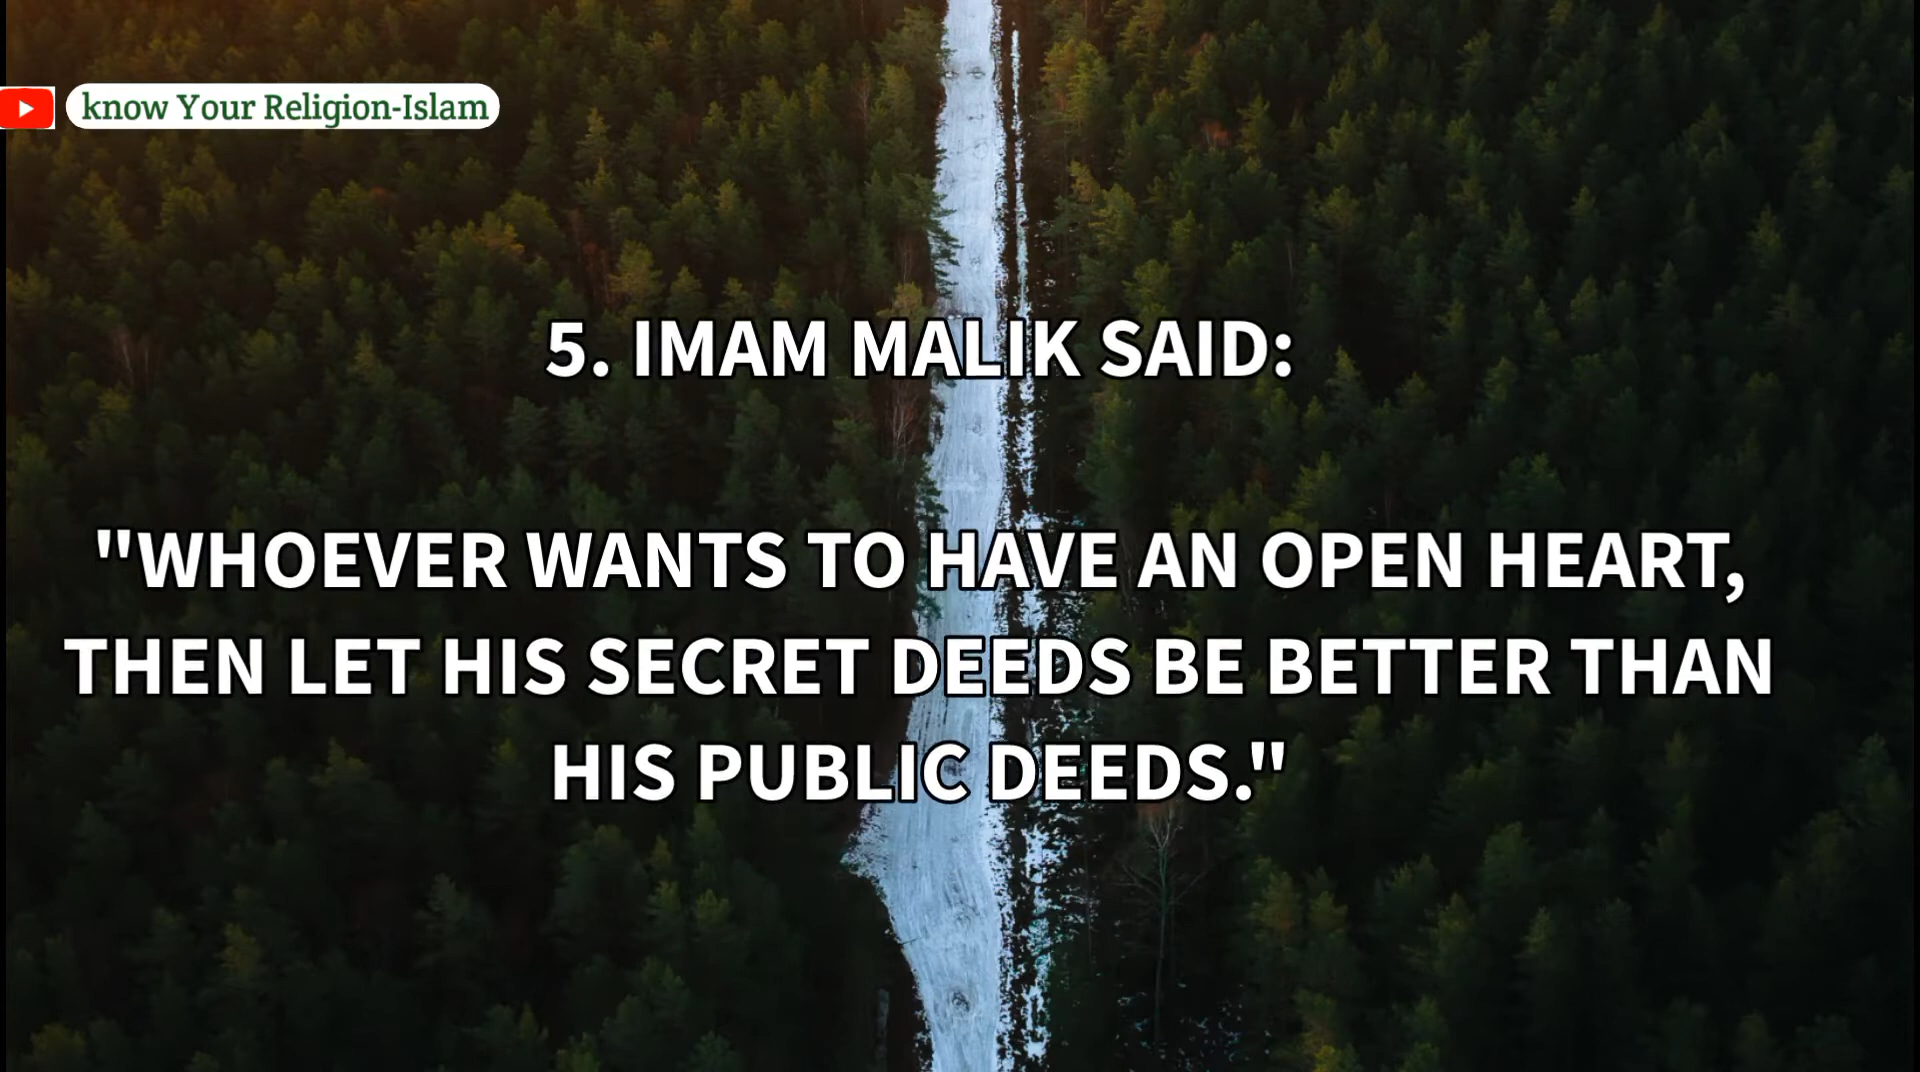 know Your Religion-Islam
5. IMAM MALIK SAID:
"WHOEVER WANTS TO HAVE AN OPEN HEART,
THEN LET HIS SECRET DEEDS BE BETTER THAN
HIS PUBLIC DEEDS."